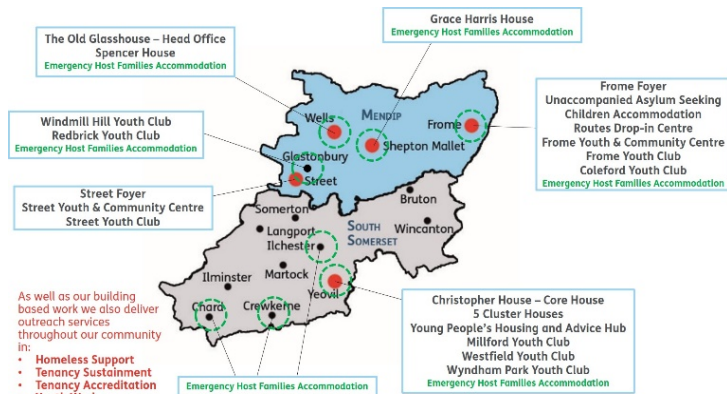 Grace Harris House
Emergency Host Families Accommodation
The Old Glasshouse – Head Office
Spencer House
Emergency Host Families Accommodation
Windmill Hill Youth Club
Redbrick Youth Club
Emergency Host Families Accommodation
Street Foyer
Street Youth & Community Centre
Street Youth Club
Frome Foyer
Unaccompanied Asylum Seeking
Children Accommodation
Routes Drop-in Centre
Frome Youth & Community Centre
Frome Youth Club
Coleford Youth Club
Emergency Host Families Accommodation
Wells
MENDIP
Frome
Shepton Mallet
Glastonbury
Street
Bruton
Somerton
SOUTH
SOMERSET
Wincanton
Langport
Ilchester
Martock
Ilminster
Yeovil
Chard
Crewkerne
As well as our building
based work we also deliver
outreach services
throughout our community
in:
• Homeless Support
• Tenancy Sustainment
• Tenancy Accreditation
Emergency Host Families Accommodation
Christopher House – Core House
5 Cluster Houses
Young People's Housing and Advice Hub
Millford Youth Club
Westfield Youth Club
Wyndham Park Youth Club
Emergency Host Families Accommodation